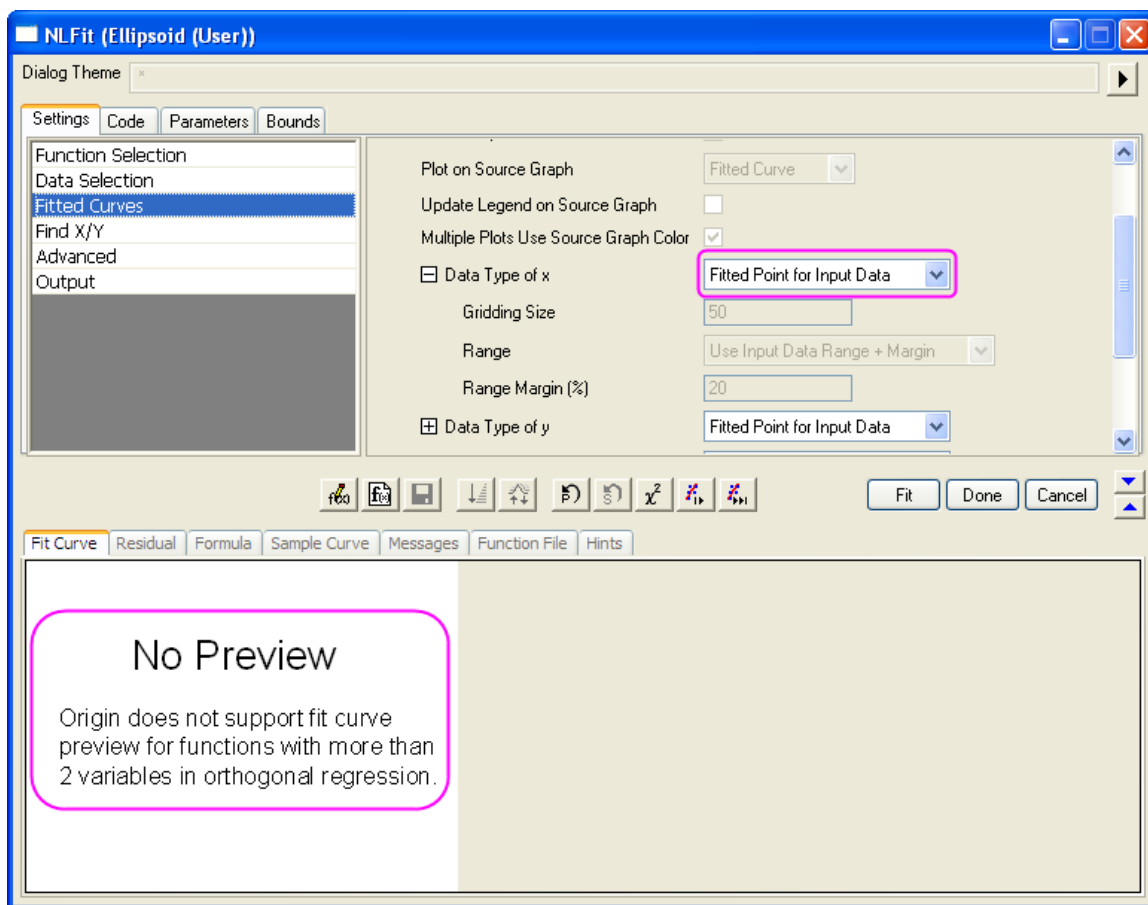 NLFit (Ellipsoid (User))
Dialog Theme
Settings Code Parameters Bounds
Function Selection
Data Selection
Fitted Curves
Find X/Y
Advanced
Output
Plot on Source Graph Fitted Curve
Update Legend on Source Graph
Multiple Plots Use Source Graph Color
Data Type of x Fitted Point for Input Data
Gridding Size 50
Range Use Input Data Range + Margin
Range Margin (%) 20
Data Type of y Fitted Point for Input Data
Fit Done Cancel
Fit Curve Residual Formula Sample Curve Messages Function File Hints
No Preview
Origin does not support fit curve
preview for functions with more than
2 variables in orthogonal regression.